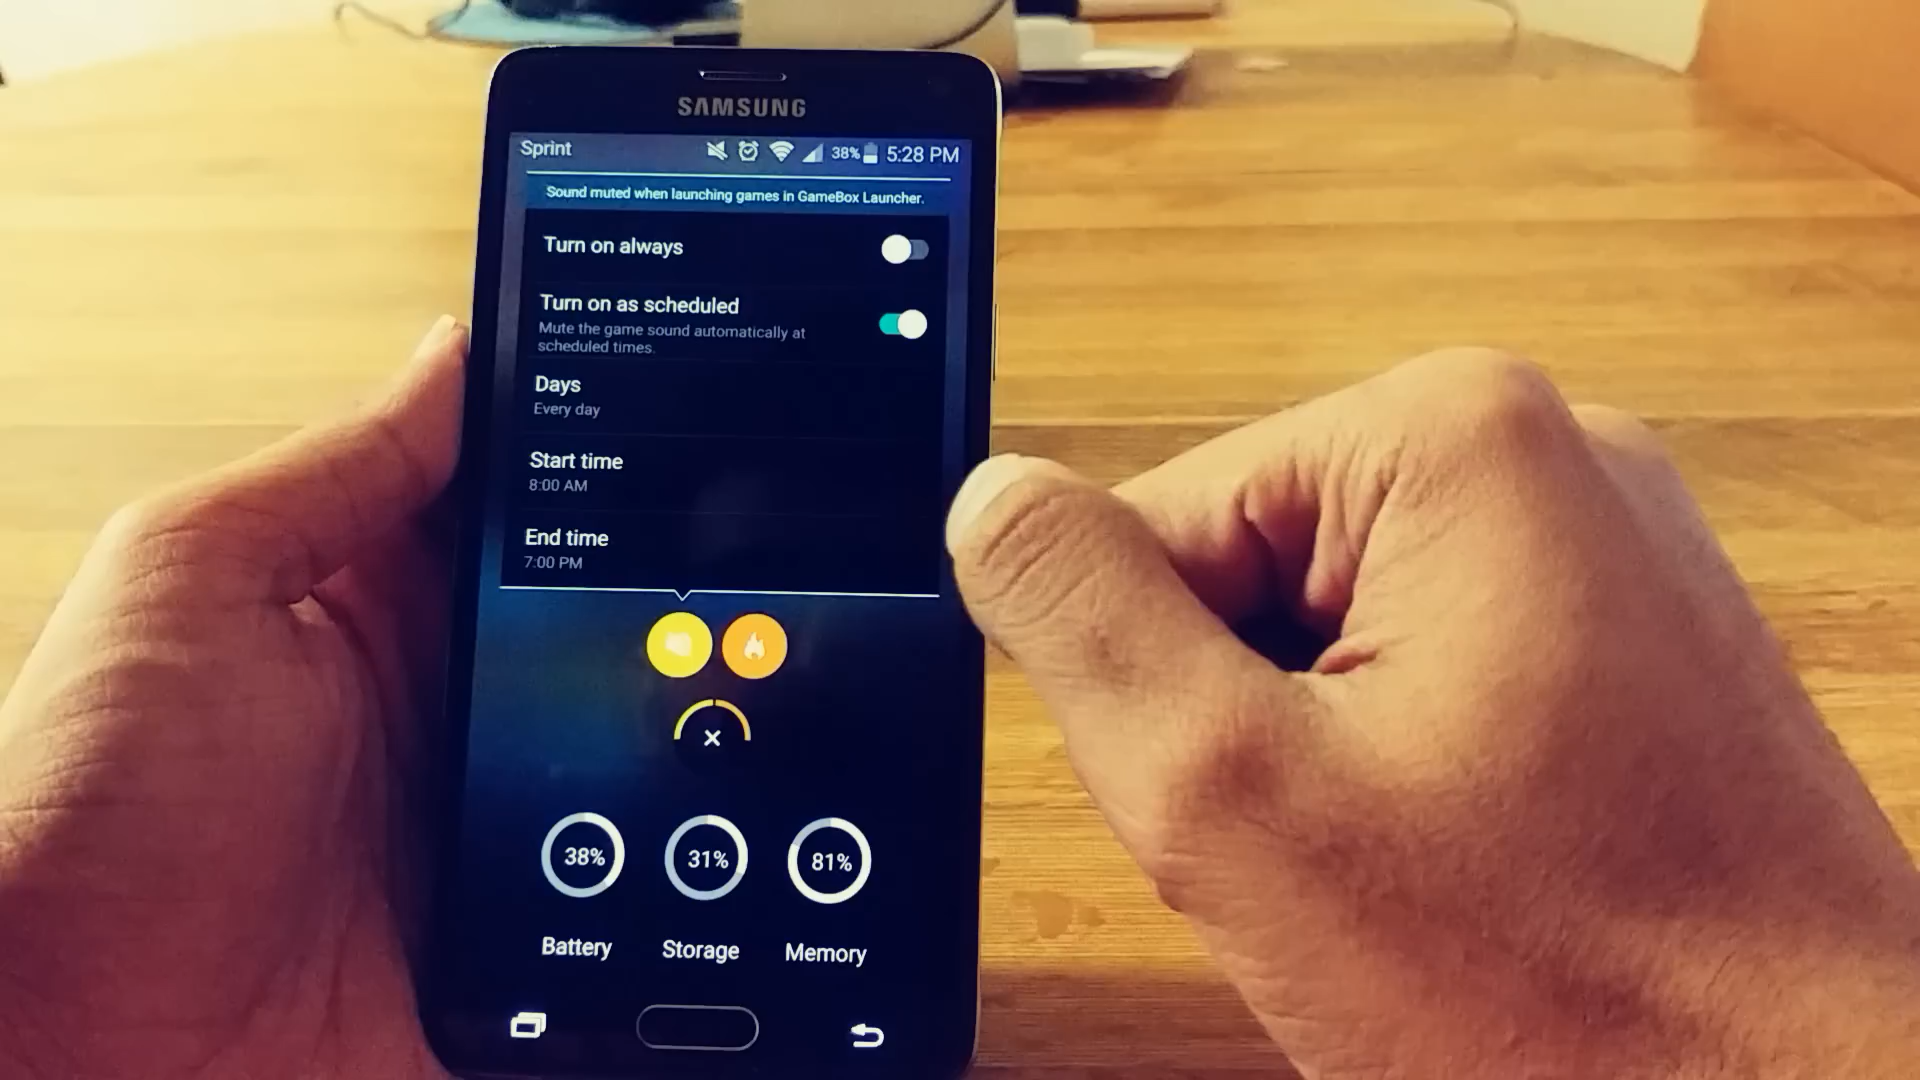 SAMSUNG
Sprint 38% 5:28 PM
Sound muted when launching games in GameBox Launcher.
Turn on always
Turn on as scheduled
Mute the game sound automatically at
scheduled times.
Days
Every day
Start time
8:00 AM
End time
7:00 PM
38% 31% 81%
Battery Storage Memory